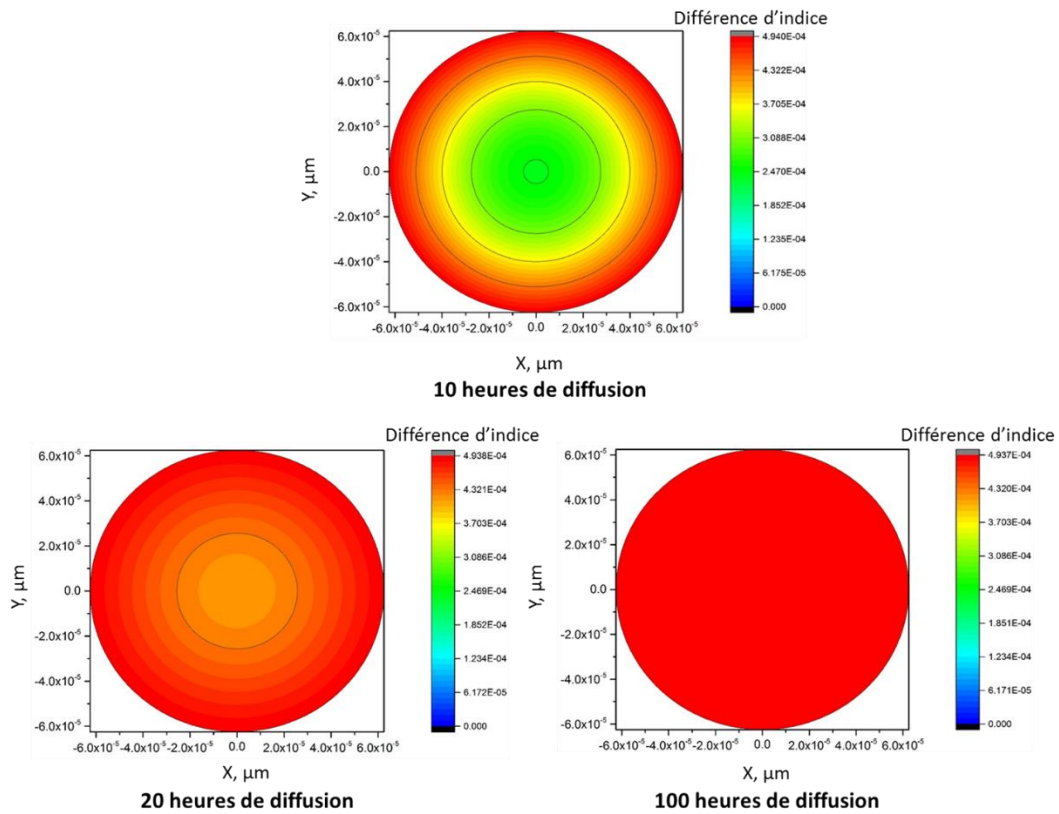 Différence d'indice
6.0x10⁻⁵
4.0x10⁻⁵
2.0x10⁻⁵
0.0
-2.0x10⁻⁵
-4.0x10⁻⁵
-6.0x10⁻⁵
Y, µm
-6.0x10⁻⁵ -4.0x10⁻⁵ -2.0x10⁻⁵ 0.0 2.0x10⁻⁵ 4.0x10⁻⁵ 6.0x10⁻⁵
X, µm
4.940E-04
4.322E-04
3.705E-04
3.088E-04
2.470E-04
1.852E-04
1.235E-04
6.175E-05
0.000
10 heures de diffusion
Différence d'indice
6.0x10⁻⁵
4.0x10⁻⁵
2.0x10⁻⁵
0.0
-2.0x10⁻⁵
-4.0x10⁻⁵
-6.0x10⁻⁵
Y, µm
-6.0x10⁻⁵ -4.0x10⁻⁵ -2.0x10⁻⁵ 0.0 2.0x10⁻⁵ 4.0x10⁻⁵ 6.0x10⁻⁵
X, µm
4.938E-04
4.321E-04
3.703E-04
3.086E-04
2.469E-04
1.852E-04
1.234E-04
6.172E-05
0.000
20 heures de diffusion
Différence d'indice
6.0x10⁻⁵
4.0x10⁻⁵
2.0x10⁻⁵
0.0
-2.0x10⁻⁵
-4.0x10⁻⁵
-6.0x10⁻⁵
Y, µm
-6.0x10⁻⁵ -4.0x10⁻⁵ -2.0x10⁻⁵ 0.0 2.0x10⁻⁵ 4.0x10⁻⁵ 6.0x10⁻⁵
X, µm
4.937E-04
4.320E-04
3.703E-04
3.086E-04
2.469E-04
1.851E-04
1.234E-04
6.171E-05
0.000
100 heures de diffusion